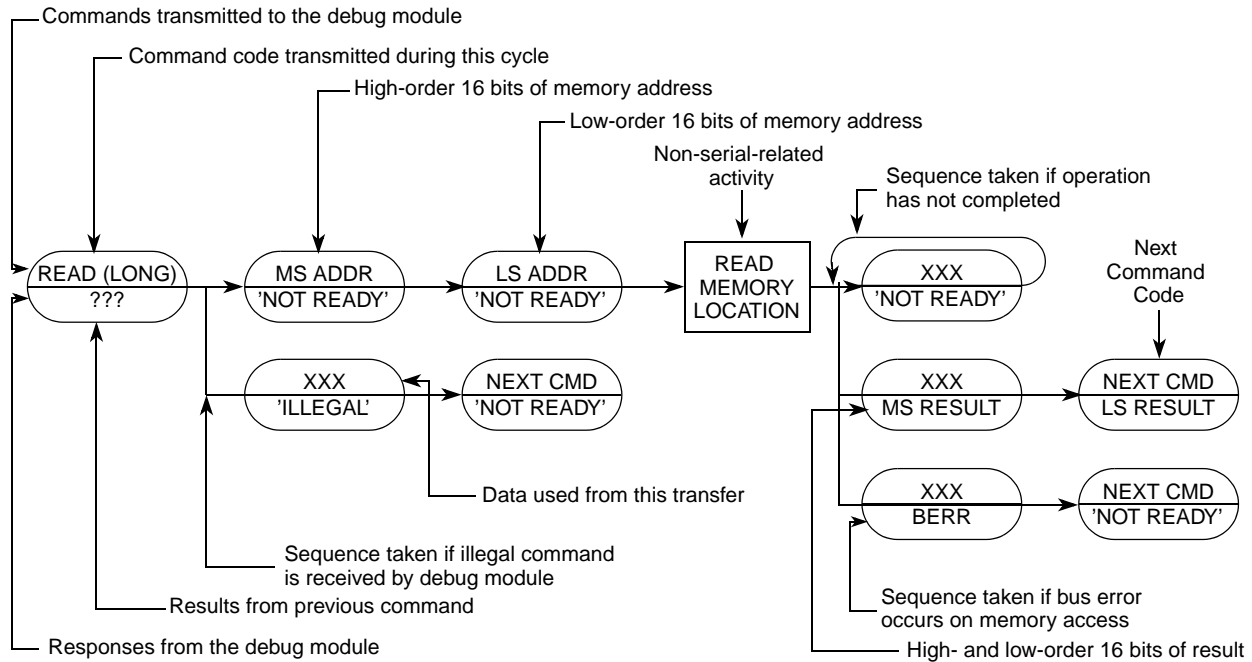 Commands transmitted to the debug module
Command code transmitted during this cycle
High-order 16 bits of memory address
Low-order 16 bits of memory address
Non-serial-related
activity
Sequence taken if operation
has not completed
Next
Command
Code
READ (LONG)
???
MS ADDR
'NOT READY'
LS ADDR
'NOT READY'
READ
MEMORY
LOCATION
XXX
'NOT READY'
XXX
'ILLEGAL'
NEXT CMD
'NOT READY'
XXX
MS RESULT
NEXT CMD
LS RESULT
XXX
BERR
NEXT CMD
'NOT READY'
Data used from this transfer
Sequence taken if illegal command
is received by debug module
Results from previous command
Responses from the debug module
Sequence taken if bus error
occurs on memory access
High- and low-order 16 bits of result